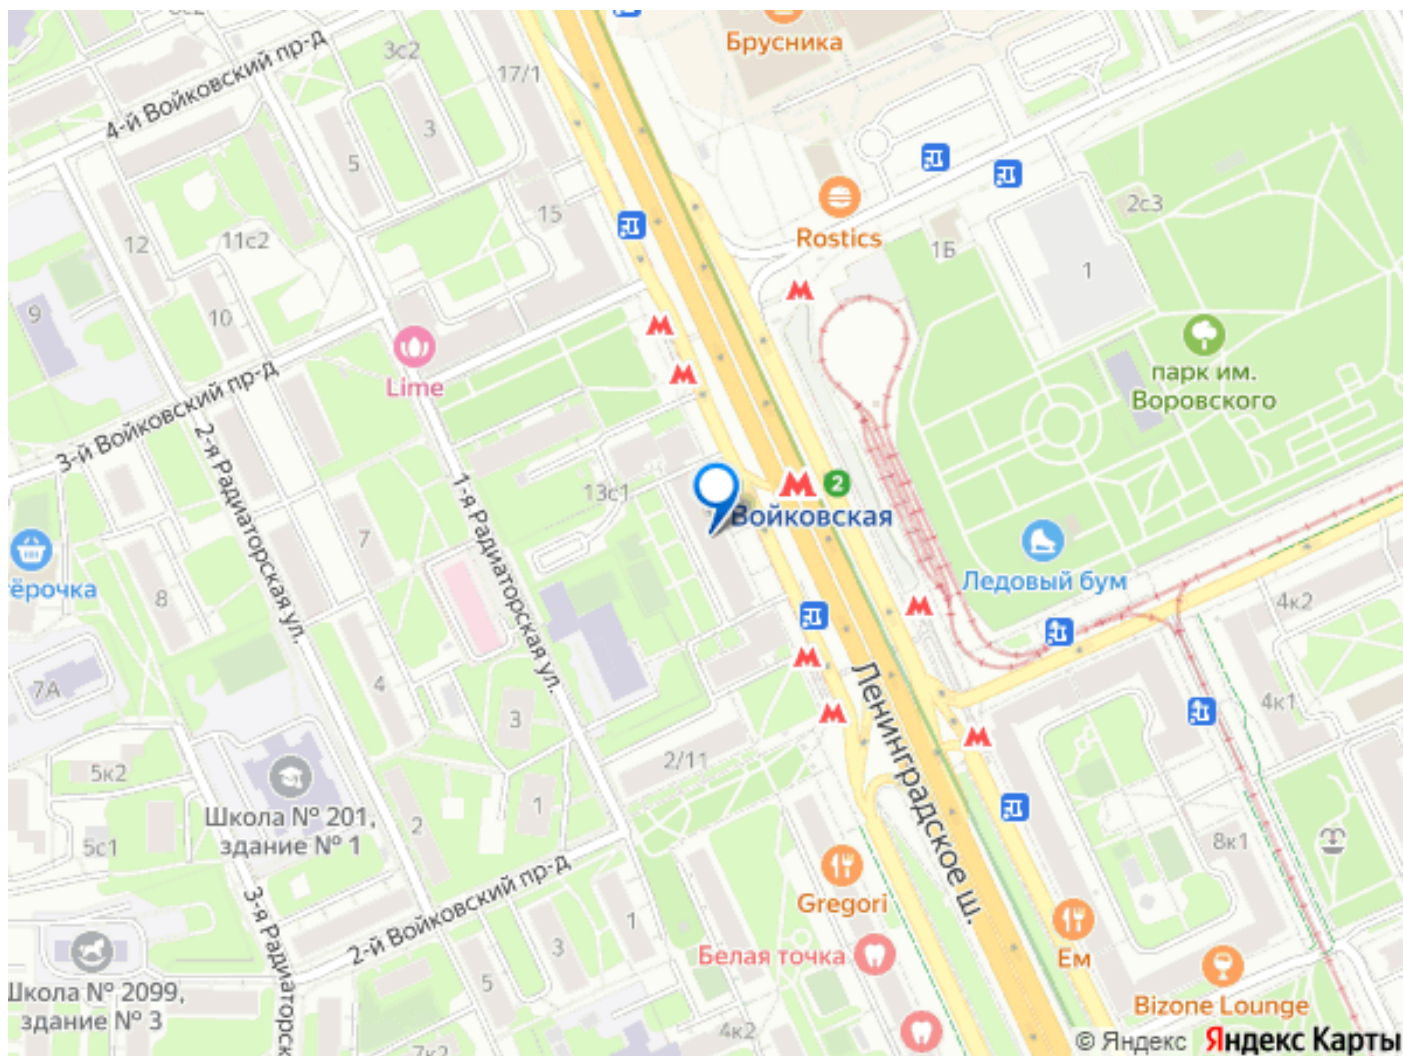 Брусника
4-й Войковский пр-д
3с2
17/1
3
5
15
2с3
12
11с2
Rostics
1Б
1
9
10
Lime
парк им.
Воровского
3-й Войковский пр-д
2-я Радиаторская ул.
1-я Радиаторская ул.
13с1
2
Войковская
7
Ледовый бум
ёрочка
8
4к2
7А
4
3
4к1
Ленинградское ш.
2/11
5к2
1
Школа № 201,
здание № 1
2
5с1
8к1
2-й Войковский пр-д
3-я Радиаторск
Gregori
1
3
Белая точка
Ем
5
Школа № 2099,
здание № 3
Bizone Lounge
4к2
7к2
© Яндекс Яндекс Карты